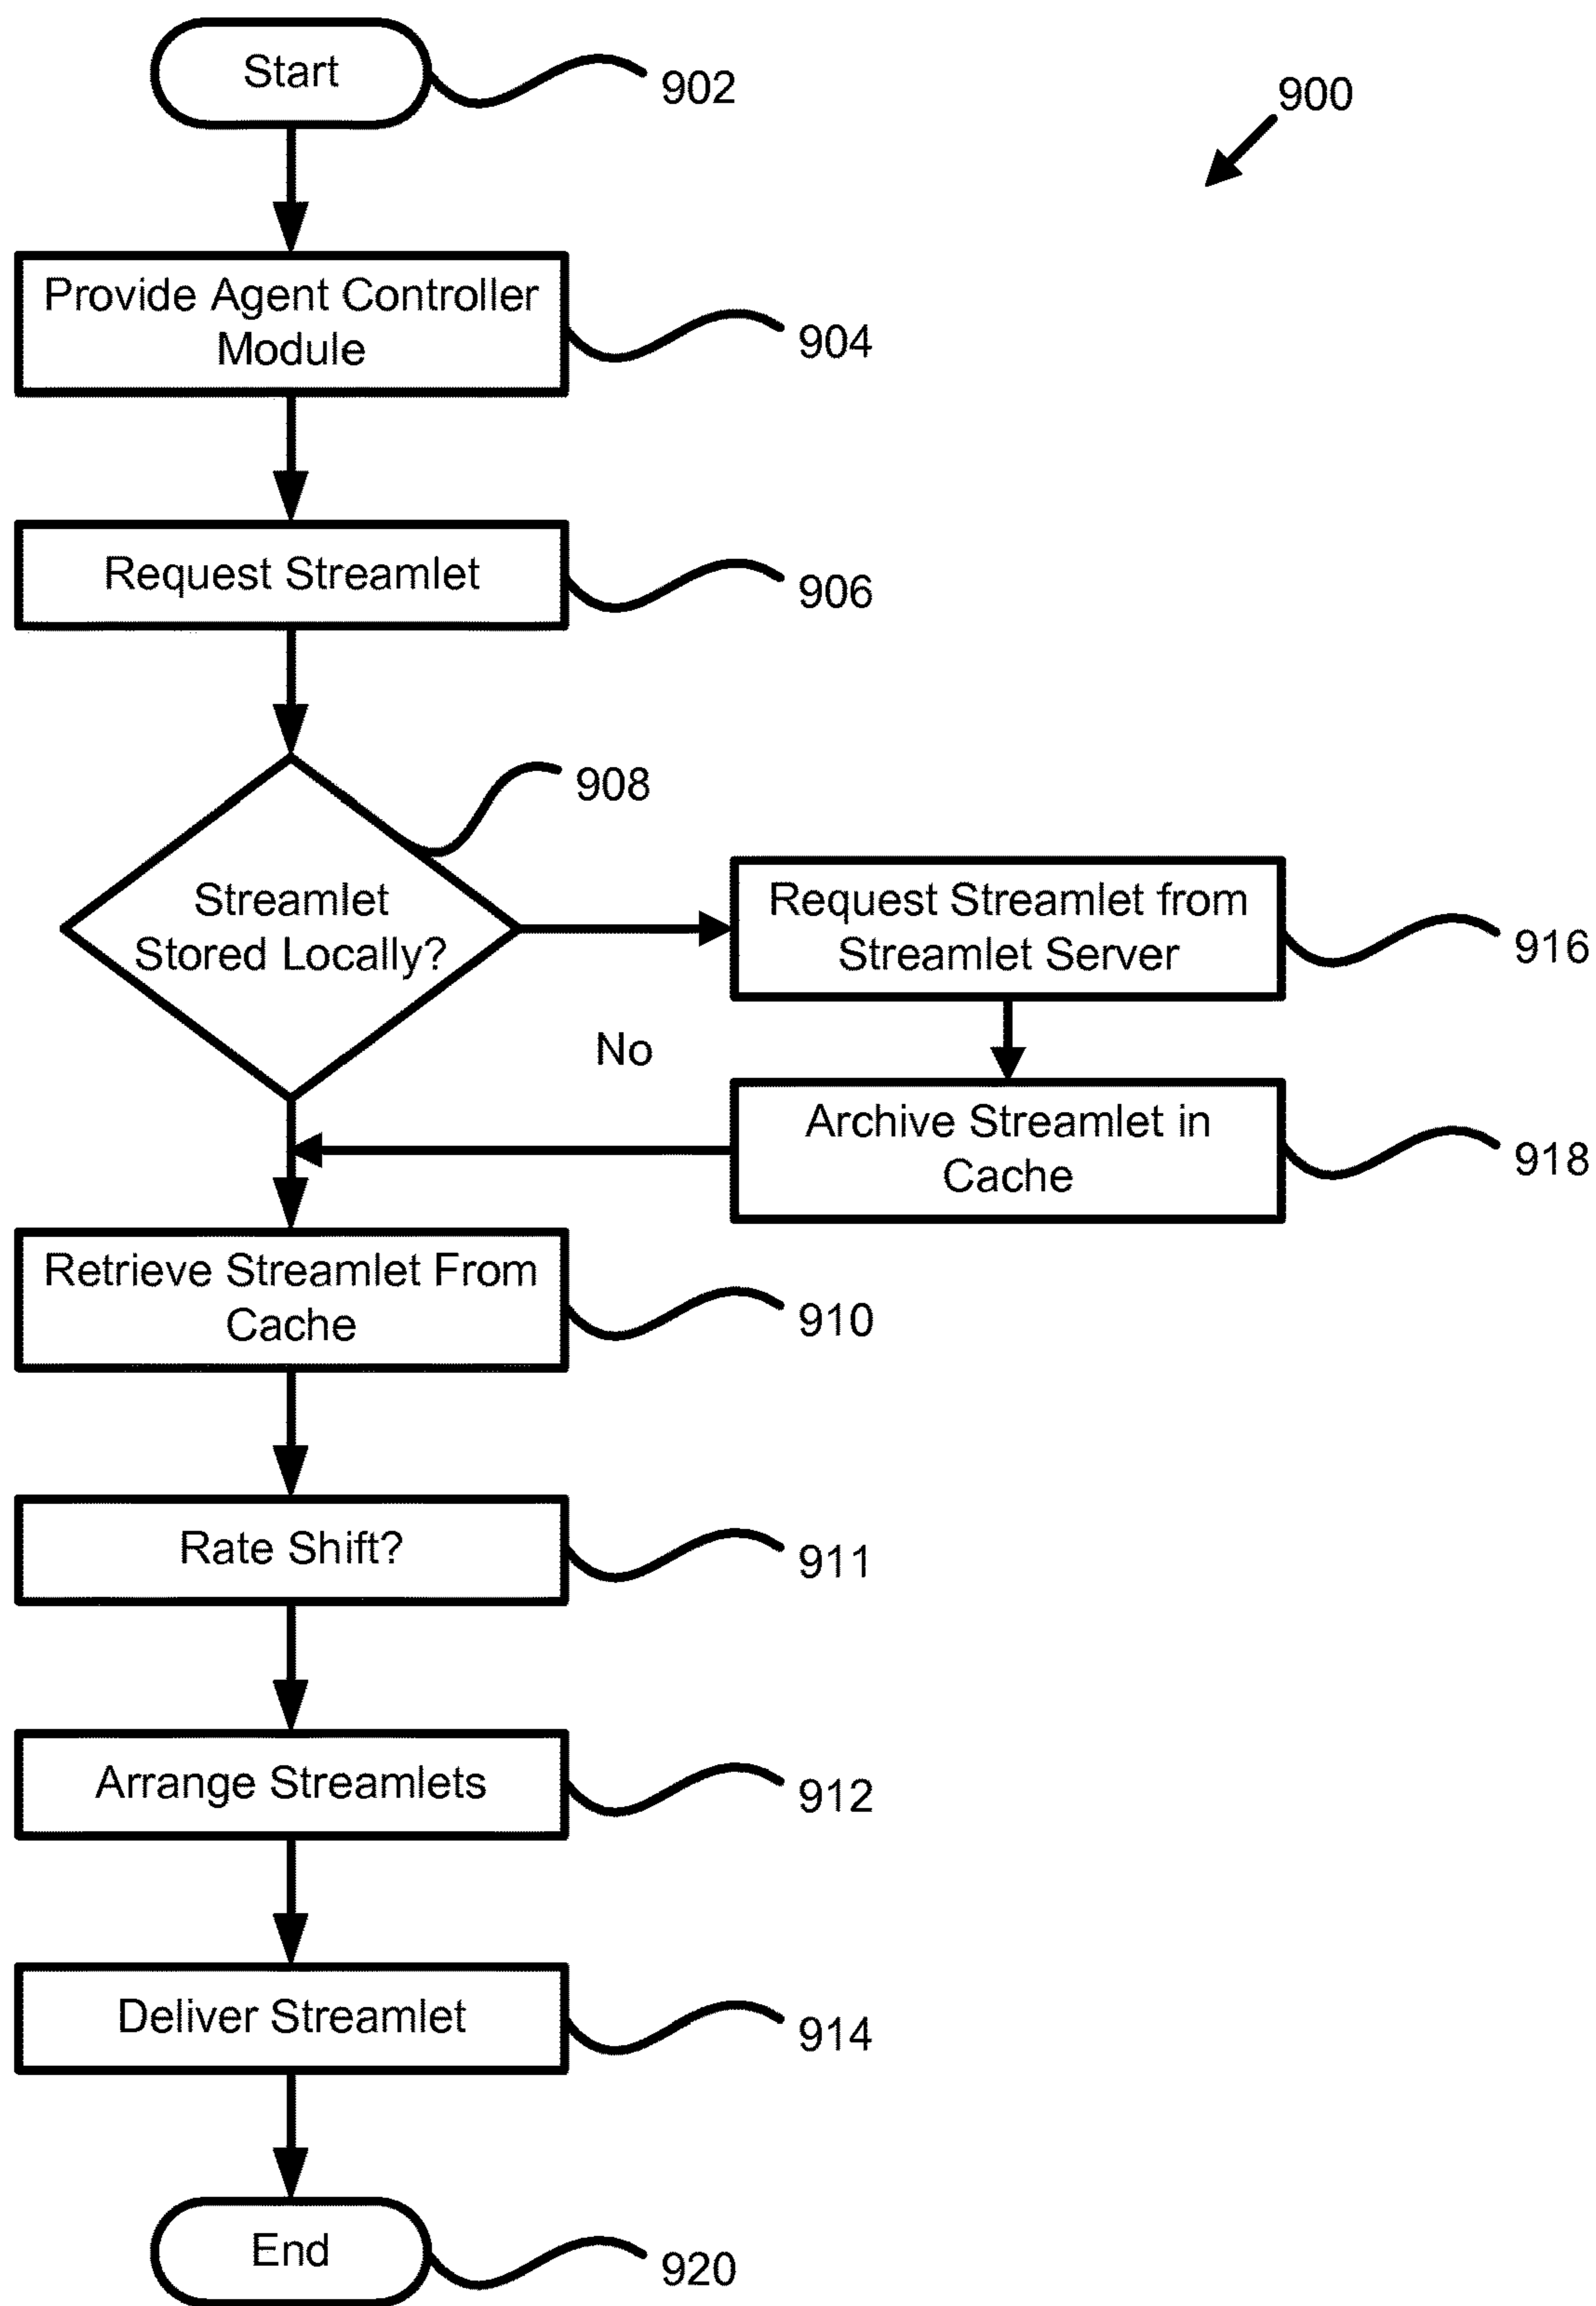 Start
902
900
Provide Agent Controller
Module
904
Request Streamlet
906
908
Streamlet
Stored Locally?
Request Streamlet from
Streamlet Server
916
No
Archive Streamlet in
Cache
918
Retrieve Streamlet From
Cache
910
Rate Shift?
911
Arrange Streamlets
912
Deliver Streamlet
914
End
920